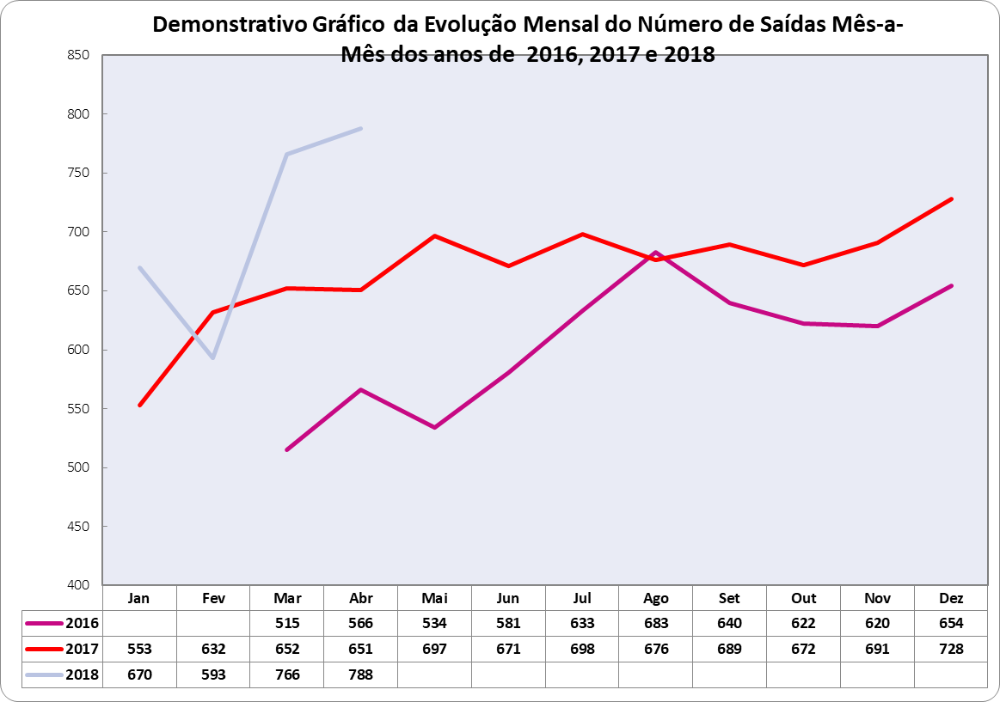 Demonstrativo Gráfico da Evolução Mensal do Número de Saídas Mês-a-
Mês dos anos de 2016, 2017 e 2018
850
800
750
700
650
600
550
500
450
400
Jan Fev Mar Abr Mai Jun Jul Ago Set Out Nov Dez
2016 515 566 534 581 633 683 640 622 620 654
2017 553 632 652 651 697 671 698 676 689 672 691 728
2018 670 593 766 788